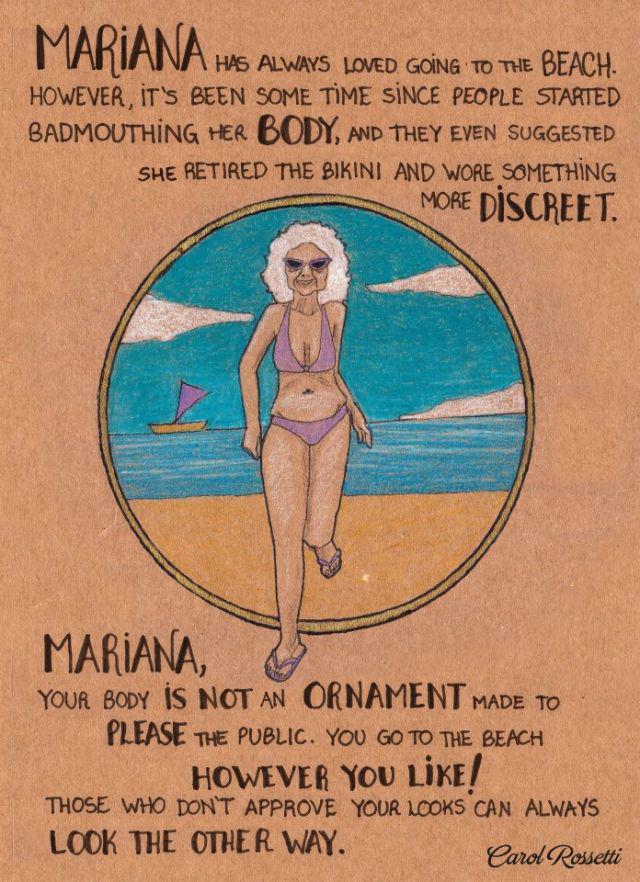 MARiANA HAS ALWAYS LOVED GOING TO THE BEACH.
HOWEVER, IT'S BEEN SOME TIME SINCE PEOPLE STARTED
BADMOUTHING HER BODY, AND THEY EVEN SUGGESTED
SHE RETIRED THE BIKINI AND WORE SOMETHING
MORE DiSCREET.
MARiANA,
YOUR BODY iS NOT AN ORNAMENT MADE TO
PLEASE THE PUBLIC. YOU GO TO THE BEACH
HOWEVER YOU LiKE!
THOSE WHO DON'T APPROVE YOUR LOOKS CAN ALWAYS
LOOK THE OTHER WAY.
Carol Rossetti